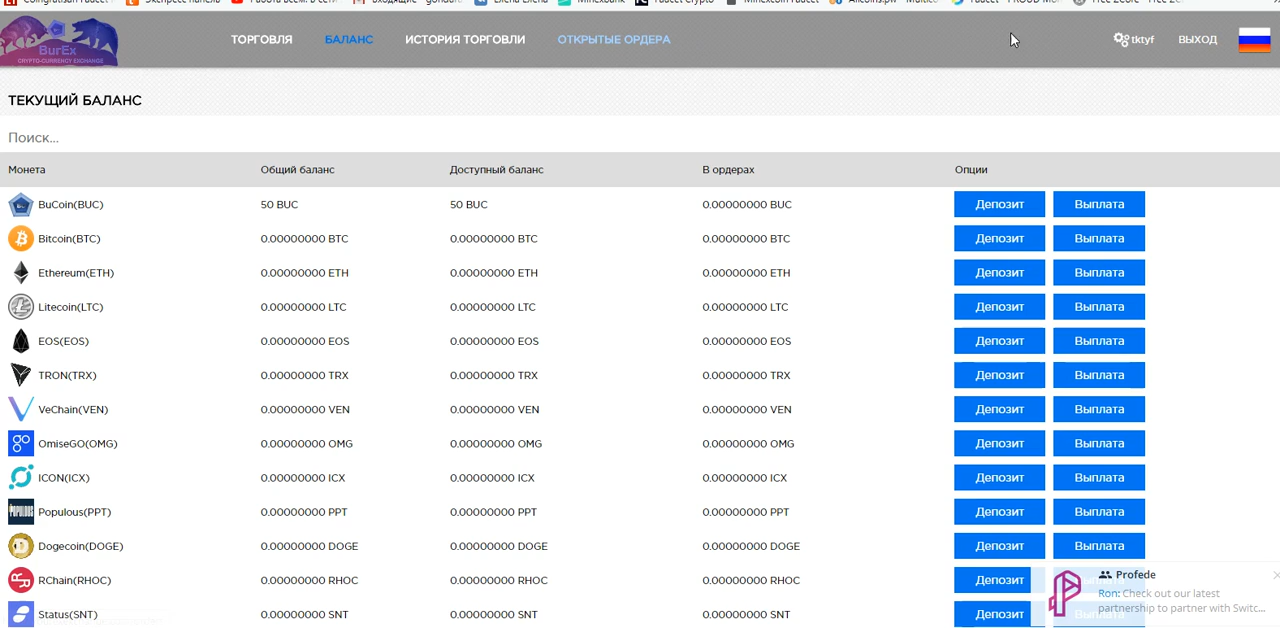 BurEx
CRYPTO-CURRENCY EXCHANGE
ТОРГОВЛЯ БАЛАНС ИСТОРИЯ ТОРГОВЛИ ОТКРЫТЫЕ ОРДЕРА tktyf ВЫХОД
ТЕКУЩИЙ БАЛАНС
Поиск...
Монета Общий баланс Доступный баланс В ордерах Опции
BuCoin(BUC) 50 BUC 50 BUC 0.00000000 BUC Депозит Выплата
Bitcoin(BTC) 0.00000000 BTC 0.00000000 BTC 0.00000000 BTC Депозит Выплата
Ethereum(ETH) 0.00000000 ETH 0.00000000 ETH 0.00000000 ETH Депозит Выплата
Litecoin(LTC) 0.00000000 LTC 0.00000000 LTC 0.00000000 LTC Депозит Выплата
EOS(EOS) 0.00000000 EOS 0.00000000 EOS 0.00000000 EOS Депозит Выплата
TRON(TRX) 0.00000000 TRX 0.00000000 TRX 0.00000000 TRX Депозит Выплата
VeChain(VEN) 0.00000000 VEN 0.00000000 VEN 0.00000000 VEN Депозит Выплата
OmiseGO(OMG) 0.00000000 OMG 0.00000000 OMG 0.00000000 OMG Депозит Выплата
ICON(ICX) 0.00000000 ICX 0.00000000 ICX 0.00000000 ICX Депозит Выплата
Populous(PPT) 0.00000000 PPT 0.00000000 PPT 0.00000000 PPT Депозит Выплата
Dogecoin(DOGE) 0.00000000 DOGE 0.00000000 DOGE 0.00000000 DOGE Депозит Выплата
RChain(RHOC) 0.00000000 RHOC 0.00000000 RHOC 0.00000000 RHOC Депозит
Status(SNT) 0.00000000 SNT 0.00000000 SNT 0.00000000 SNT Депозит
Profede
Ron: Check out our latest
partnership to partner with Switc...